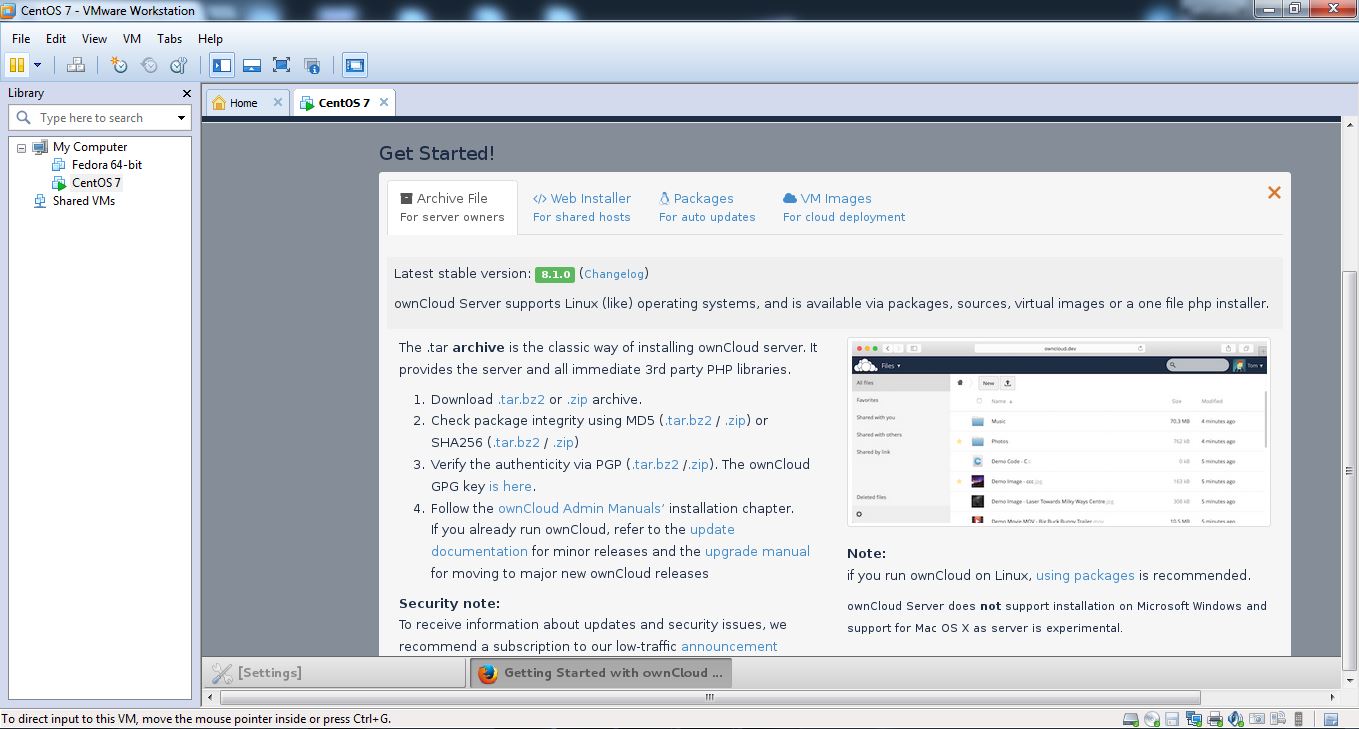 CentOS 7 - VMware Workstation
File Edit View VM Tabs Help
Library
Type here to search
My Computer
Fedora 64-bit
CentOS 7
Shared VMs
Home
CentOS 7
Get Started!
Archive File
For server owners
</> Web Installer
For shared hosts
Packages
For auto updates
VM Images
For cloud deployment
Latest stable version: 8.1.0 (Changelog)
ownCloud Server supports Linux (like) operating systems, and is available via packages, sources, virtual images or a one file php installer.
The .tar archive is the classic way of installing ownCloud server. It
provides the server and all immediate 3rd party PHP libraries.
1. Download .tar.bz2 or .zip archive.
2. Check package integrity using MD5 (.tar.bz2 / .zip) or
SHA256 (.tar.bz2 / .zip)
3. Verify the authenticity via PGP (.tar.bz2 /.zip). The ownCloud
GPG key is here.
4. Follow the ownCloud Admin Manuals’ installation chapter.
If you already run ownCloud, refer to the update
documentation for minor releases and the upgrade manual
for moving to major new ownCloud releases
Security note:
To receive information about updates and security issues, we
recommend a subscription to our low-traffic announcement
owncloud.dev
Files
Tom
All files
Favorites
Shared with you
Shared with others
Shared by link
Deleted files
New
Name Size Modified
Music 70.3 MB 4 minutes ago
Photos 762 kB 4 minutes ago
Demo Code - C 0 kB 5 minutes ago
Demo Image - ccc.jpg 163 kB 5 minutes ago
Demo Image - Laser Towards Milky Ways Centre.jpg 308 kB 5 minutes ago
Demo Movie MOV - Big Buck Bunny Trailer.mov 10.5 MB 5 minutes ago
Note:
if you run ownCloud on Linux, using packages is recommended.
ownCloud Server does not support installation on Microsoft Windows and
support for Mac OS X as server is experimental.
[Settings]
Getting Started with ownCloud ...
To direct input to this VM, move the mouse pointer inside or press Ctrl+G.